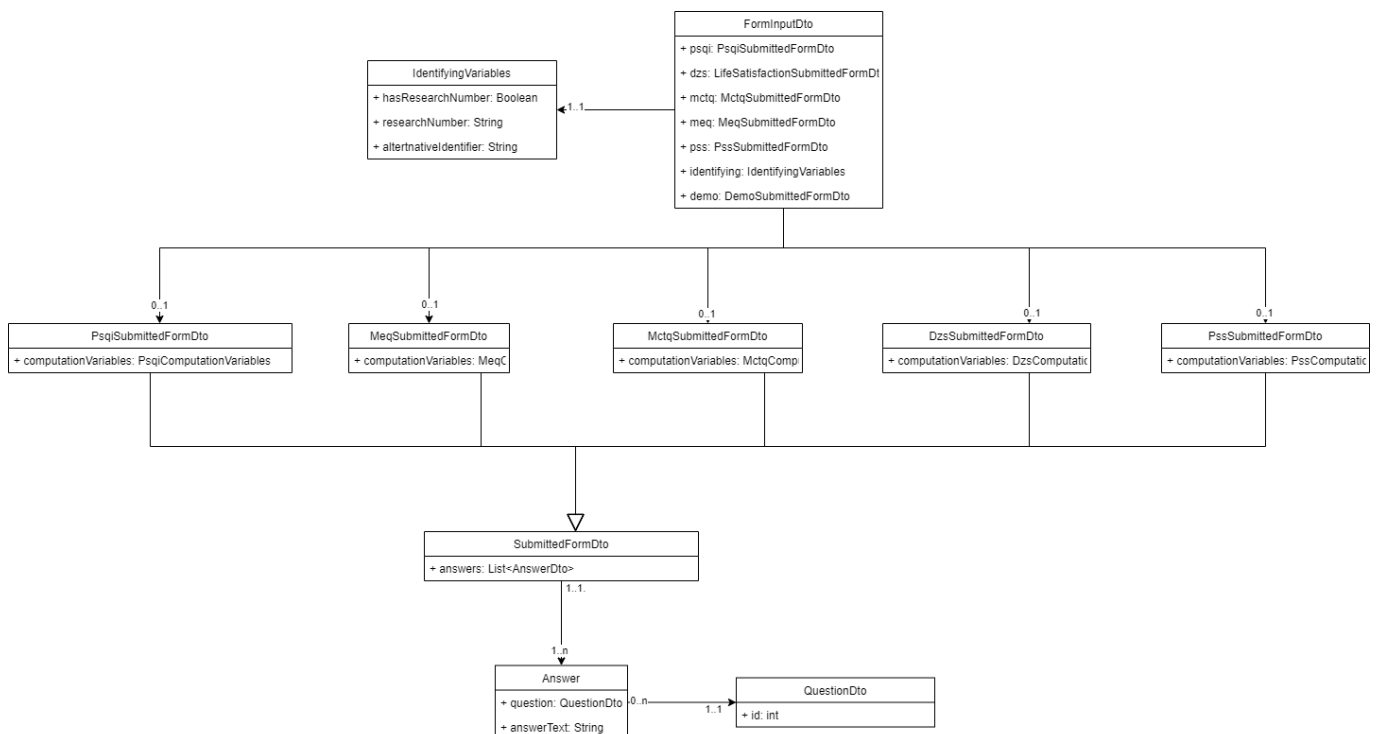 FormInputDto
+ psqi: PsqiSubmittedFormDto
+ dzs: LifeSatisfactionSubmittedFormDt
+ mctq: MctqSubmittedFormDto
+ meq: MeqSubmittedFormDto
+ pss: PssSubmittedFormDto
+ identifying: IdentifyingVariables
+ demo: DemoSubmittedFormDto
IdentifyingVariables
+ hasResearchNumber: Boolean
+ researchNumber: String
+ altertnativeIdentifier: String
1..1
0..1
0..1
0..1
0..1
0..1
PsqiSubmittedFormDto
+ computationVariables: PsqiComputationVariables
MeqSubmittedFormDto
+ computationVariables: MeqC
MctqSubmittedFormDto
+ computationVariables: MctqComp
DzsSubmittedFormDto
+ computationVariables: DzsComputatic
PssSubmittedFormDto
+ computationVariables: PssComputatic
SubmittedFormDto
+ answers: List<AnswerDto>
1..1.
1..n
Answer
+ question: QuestionDto
+ answerText: String
0..n
1..1
QuestionDto
+ id: int